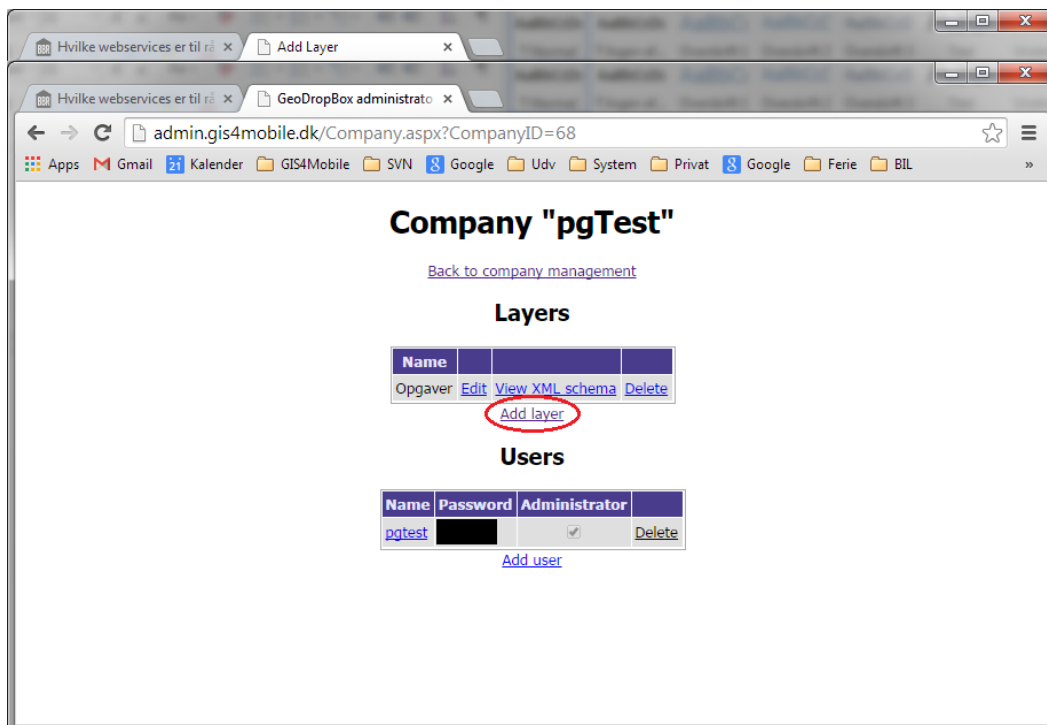 Hvilke webservices er til rå
Add Layer
Hvilke webservices er til rå
GeoDropBox administrato
admin.gis4mobile.dk/Company.aspx?CompanyID=68
Apps Gmail 21 Kalender GIS4Mobile SVN 8 Google Udv System Privat 8 Google Ferie BIL »
Company "pgTest"
Back to company management
Layers
Name
Opgaver Edit View XML schema Delete
Add layer
Users
Name Password Administrator
pgtest Delete
Add user